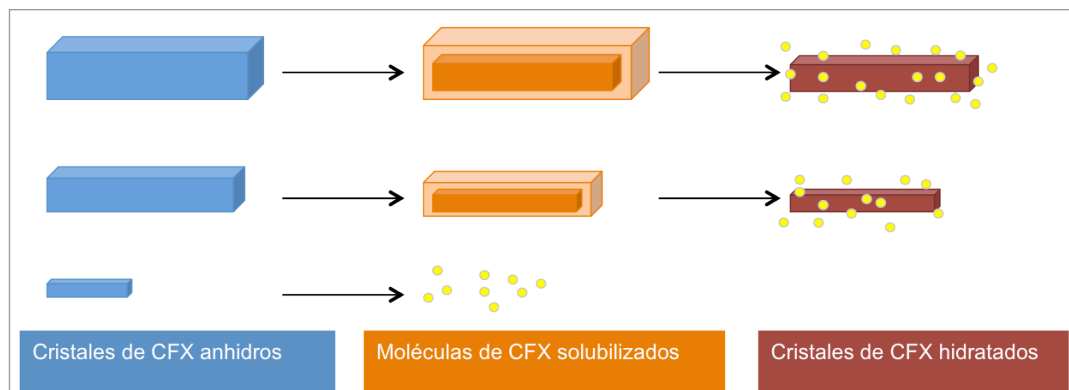 Cristales de CFX anhidros
Moléculas de CFX solubilizados
Cristales de CFX hidratados